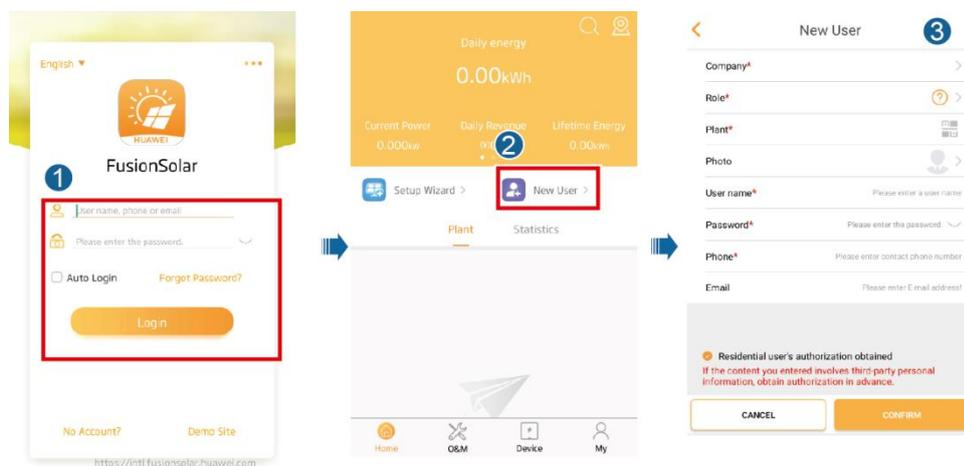 English ▼
HUAWEI
FusionSolar
1
User name, phone or email
Please enter the password.
Auto Login Forgot Password?
Login
No Account? Demo Site
https://intl.fusionsolar.huawei.com
Daily energy
0.00kWh
Current Power Daily Revenue Lifetime Energy
0.000kw 0.00kwh
2
Setup Wizard > New User >
Plant Statistics
Home O&M Device My
New User 3
Company*
Role* ?
Plant*
Photo
User name* Please enter a user name
Password* Please enter the password.
Phone* Please enter contact phone number
Email Please enter E-mail address!
Residential user's authorization obtained
If the content you entered involves third-party personal
information, obtain authorization in advance.
CANCEL CONFIRM